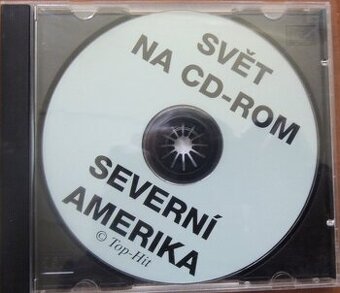 SVĚT
NA CD-ROM
SEVERNÍ
AMERIKA
© Top-Hit